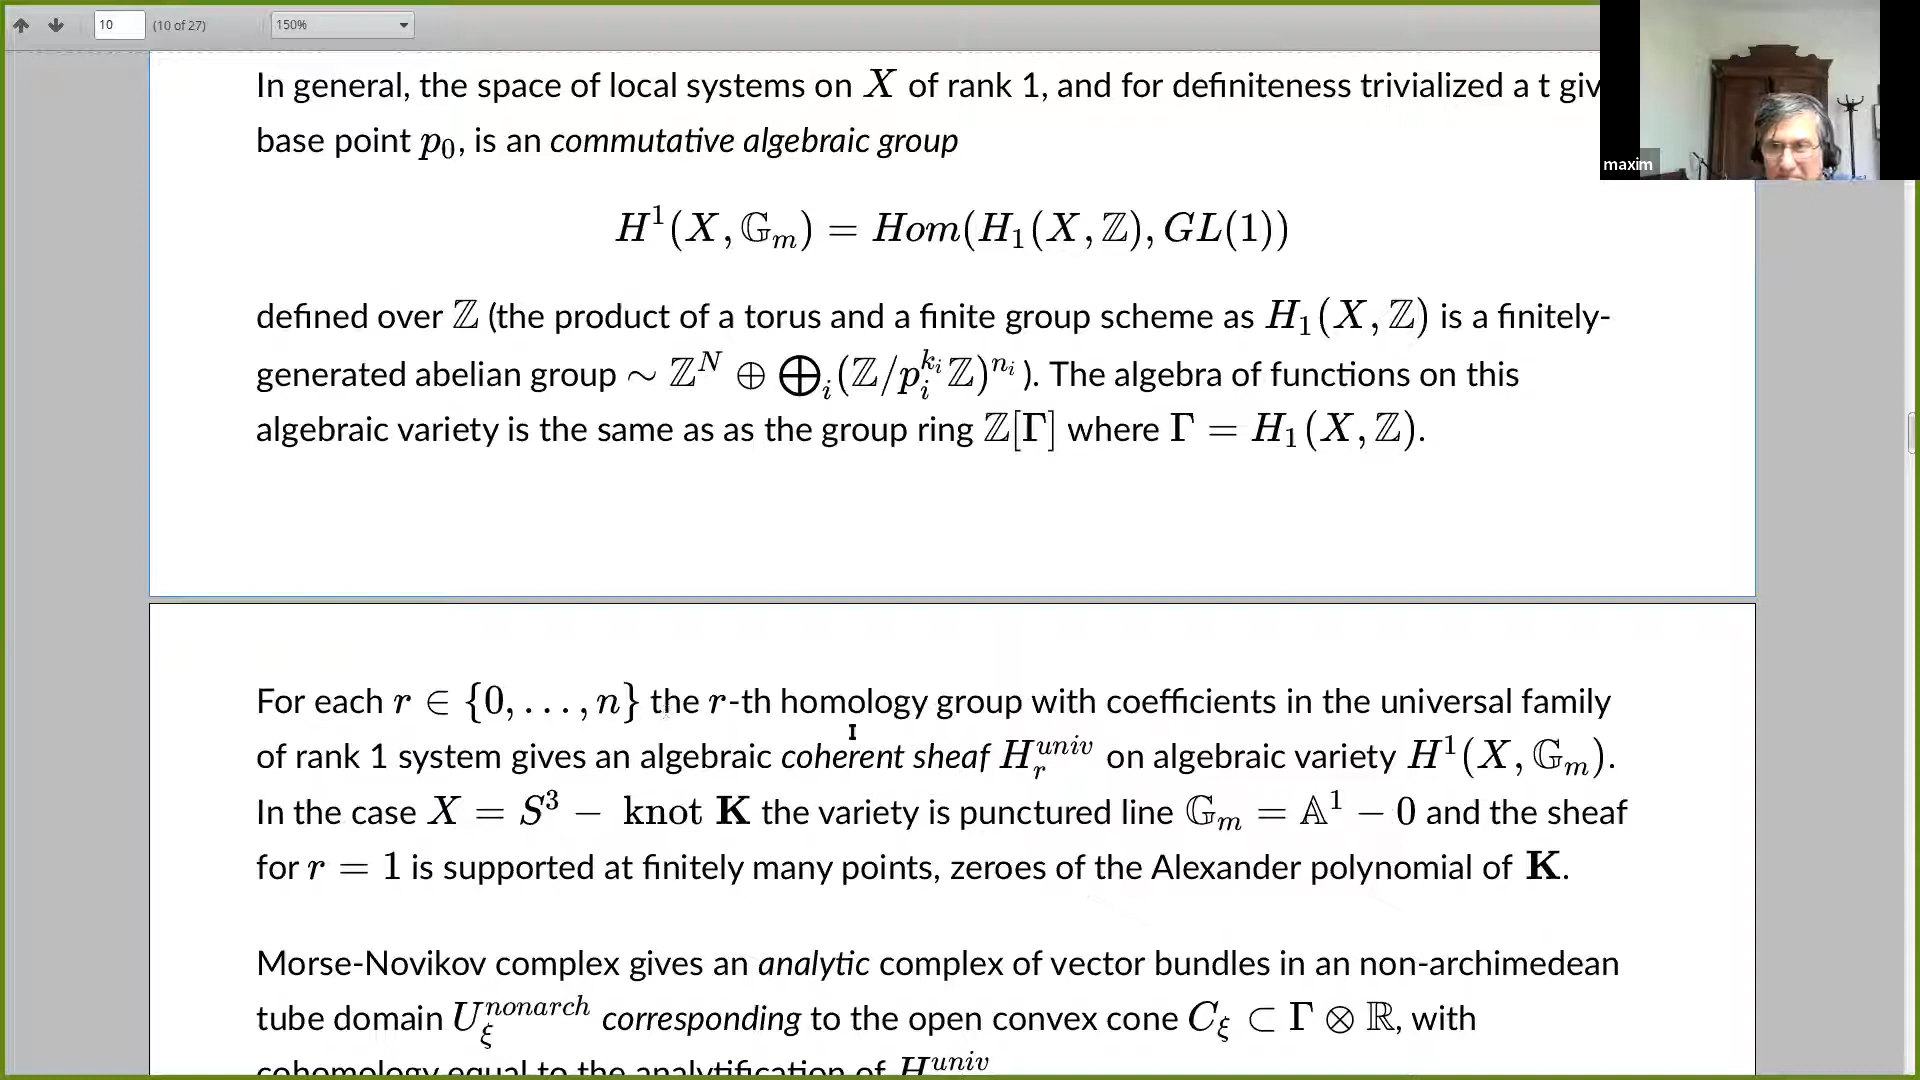 10 (10 of 27) 150%
In general, the space of local systems on X of rank 1, and for definiteness trivialized a t giv
base point p₀, is an commutative algebraic group
maxim
H¹(X, 𝔾ₘ) = Hom(H₁(X, ℤ), GL(1))
defined over ℤ (the product of a torus and a finite group scheme as H₁(X, ℤ) is a finitely-
generated abelian group ∼ ℤᴺ ⊕ ⨁ᵢ(ℤ/pᵢ^{kᵢ}ℤ)^{nᵢ}). The algebra of functions on this
algebraic variety is the same as as the group ring ℤ[Γ] where Γ = H₁(X, ℤ).
For each r ∈ {0, . . . , n} the r-th homology group with coefficients in the universal family
of rank 1 system gives an algebraic coherent sheaf H_r^{univ} on algebraic variety H¹(X, 𝔾ₘ).
In the case X = S³ − knot K the variety is punctured line 𝔾ₘ = 𝔸¹ − 0 and the sheaf
for r = 1 is supported at finitely many points, zeroes of the Alexander polynomial of K.
Morse-Novikov complex gives an analytic complex of vector bundles in an non-archimedean
tube domain U_ξ^{nonarch} corresponding to the open convex cone C_ξ ⊂ Γ ⊗ ℝ, with
cohomology equal to the analytification of H^{univ}